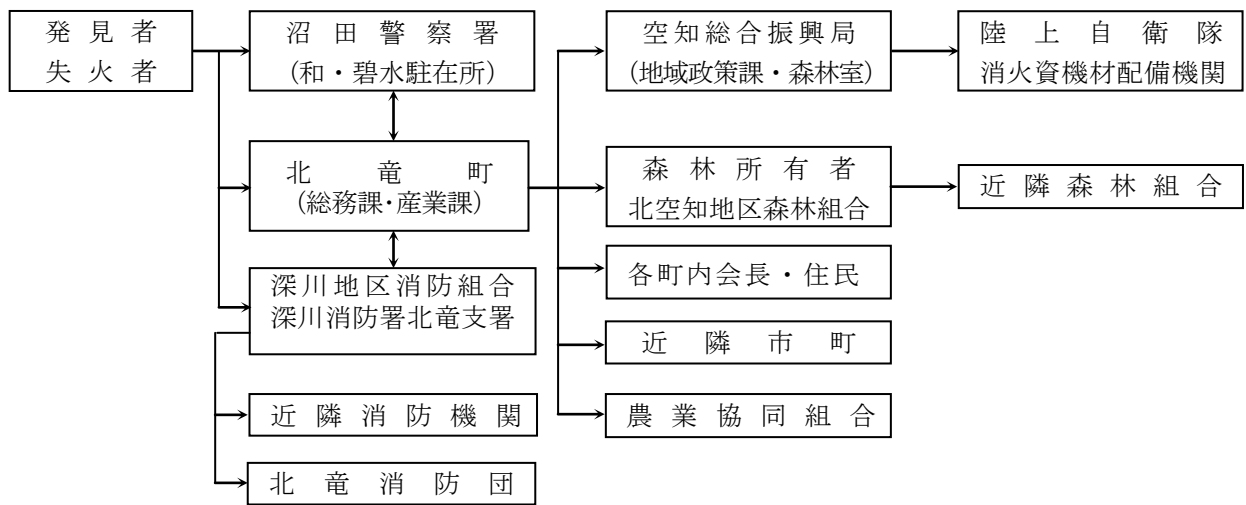 発見者
失火者
沼田警察署
(和・碧水駐在所)
空知総合振興局
(地域政策課・森林室)
陸上自衛隊
消火資機材配備機関
北竜町
(総務課・産業課)
森林所有者
北空知地区森林組合
近隣森林組合
深川地区消防組合
深川消防署北竜支署
各町内会長・住民
近隣市町
近隣消防機関
農業協同組合
北竜消防団